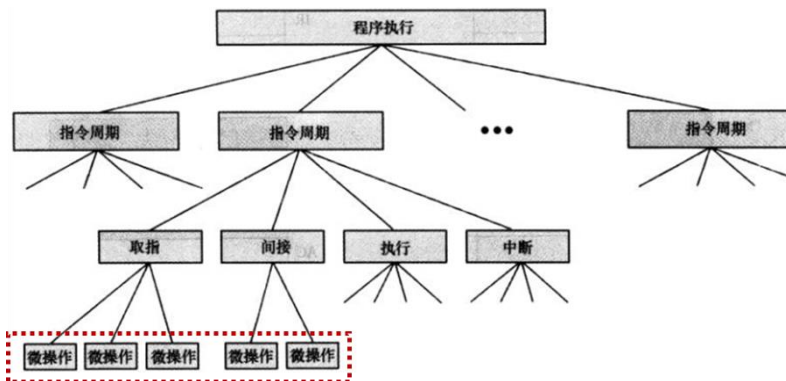 程序执行
指令周期 指令周期 ••• 指令周期
取指 间接 执行 中断
微操作 微操作 微操作 微操作 微操作